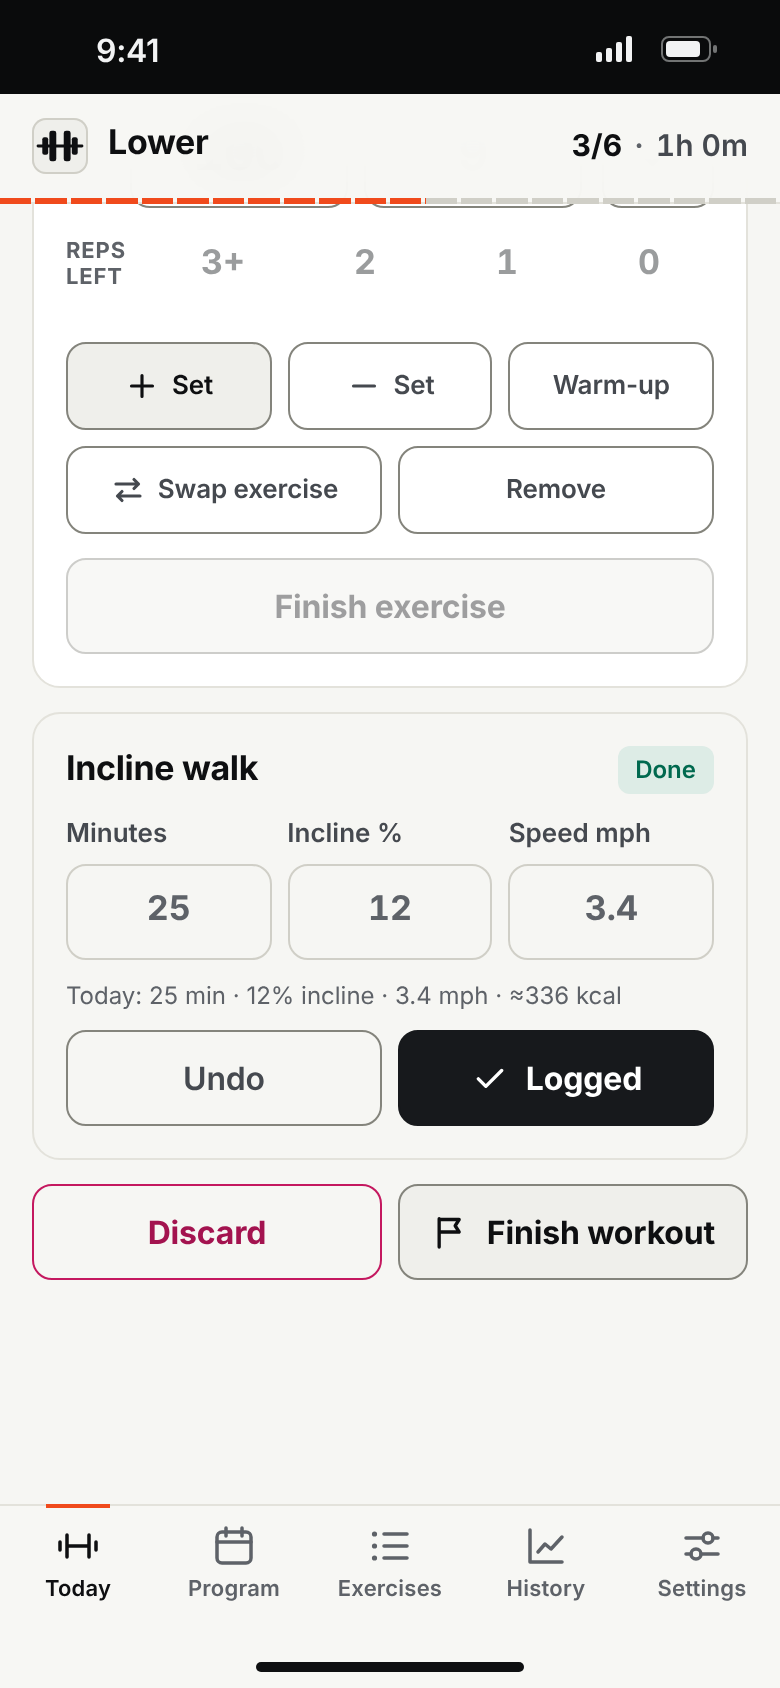 9:41
Lower
3/6 · 1h 0m
REPS LEFT 3+ 2 1 0
+ Set − Set Warm-up
Swap exercise Remove
Finish exercise
Incline walk Done
Minutes Incline % Speed mph
25 12 3.4
Today: 25 min · 12% incline · 3.4 mph · ≈336 kcal
Undo Logged
Discard Finish workout
Today Program Exercises History Settings